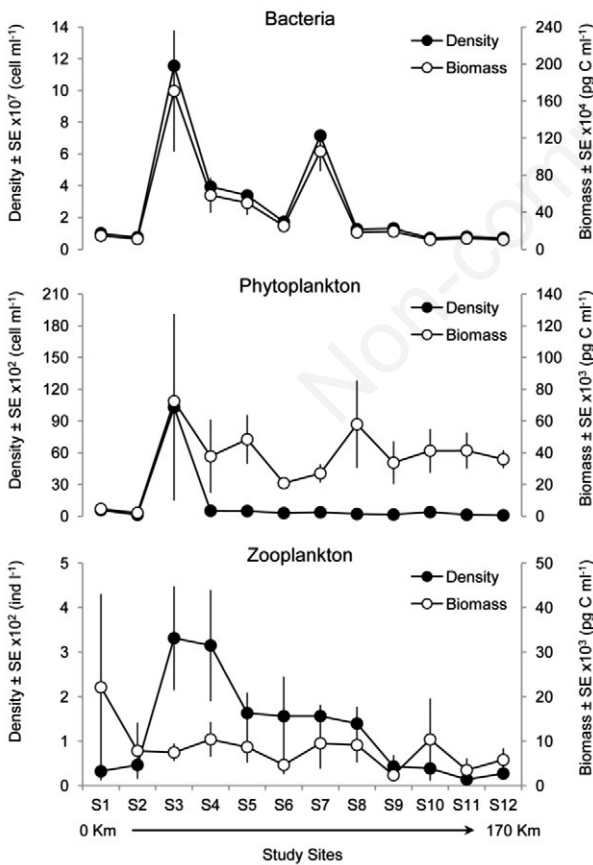 Bacteria
14
12
10
8
6
4
2
0
Density ± SE x10⁷ (cell ml⁻¹)
Density
Biomass
240
200
160
120
80
40
0
Biomass ± SE x10⁴ (pg C ml⁻¹)
Phytoplankton
210
180
150
120
90
60
30
0
Density ± SE x10² (cell ml⁻¹)
Density
Biomass
140
120
100
80
60
40
20
0
Biomass ± SE x10³ (pg C ml⁻¹)
Zooplankton
5
4
3
2
1
0
Density ± SE x10² (ind l⁻¹)
Density
Biomass
50
40
30
20
10
0
Biomass ± SE x10³ (pg C ml⁻¹)
S1 S2 S3 S4 S5 S6 S7 S8 S9 S10 S11 S12
0 Km 170 Km
Study Sites
Non-com